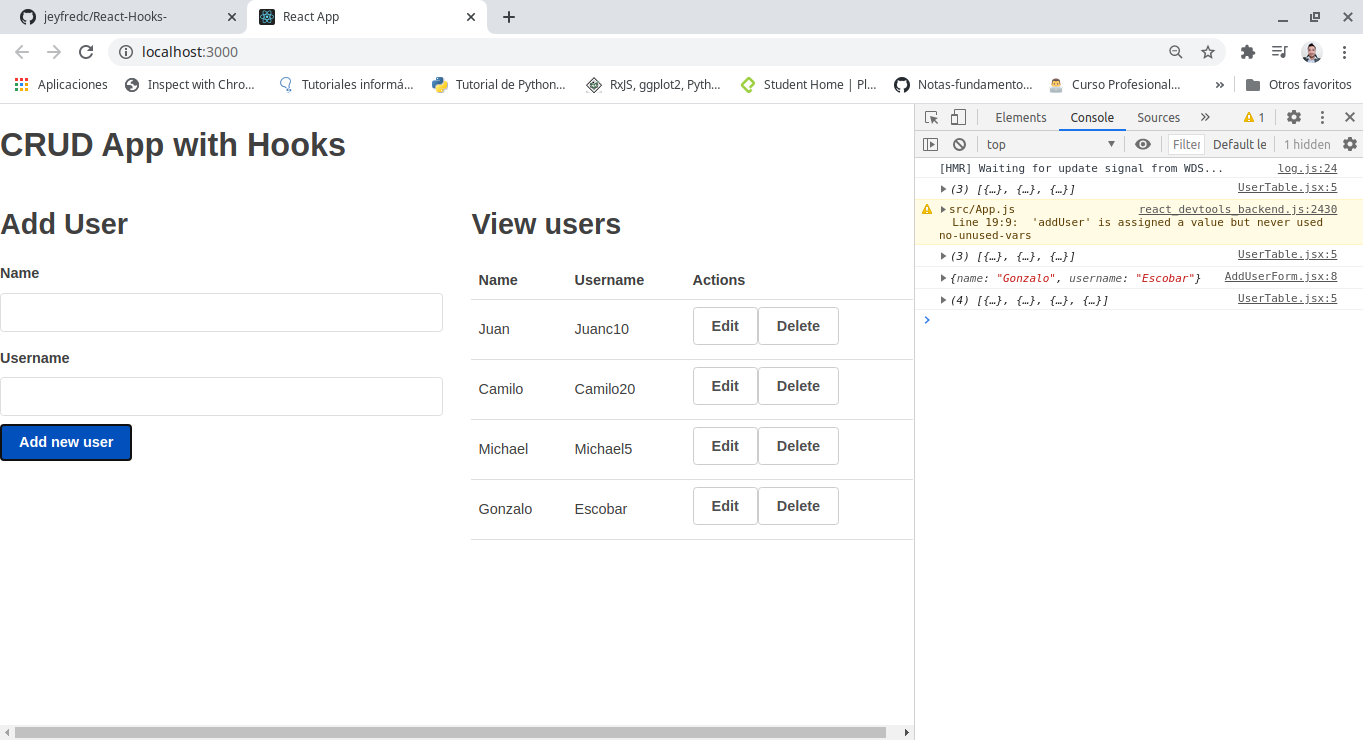 jeyfredc/React-Hooks-
React App
localhost:3000
Aplicaciones
Inspect with Chro...
Tutoriales informá...
Tutorial de Python...
RxJS, ggplot2, Pyth...
Student Home | Pl...
Notas-fundamento...
Curso Profesional...
»
Otros favoritos
CRUD App with Hooks
Add User
Name
Username
Add new user
View users
Name Username Actions
Juan Juanc10 Edit Delete
Camilo Camilo20 Edit Delete
Michael Michael5 Edit Delete
Gonzalo Escobar Edit Delete
Elements Console Sources » 1
top Filter Default le 1 hidden
[HMR] Waiting for update signal from WDS... log.js:24
(3) [{…}, {…}, {…}] UserTable.jsx:5
src/App.js react_devtools_backend.js:2430
Line 19:9: 'addUser' is assigned a value but never used
no-unused-vars
(3) [{…}, {…}, {…}] UserTable.jsx:5
{name: "Gonzalo", username: "Escobar"} AddUserForm.jsx:8
(4) [{…}, {…}, {…}, {…}] UserTable.jsx:5